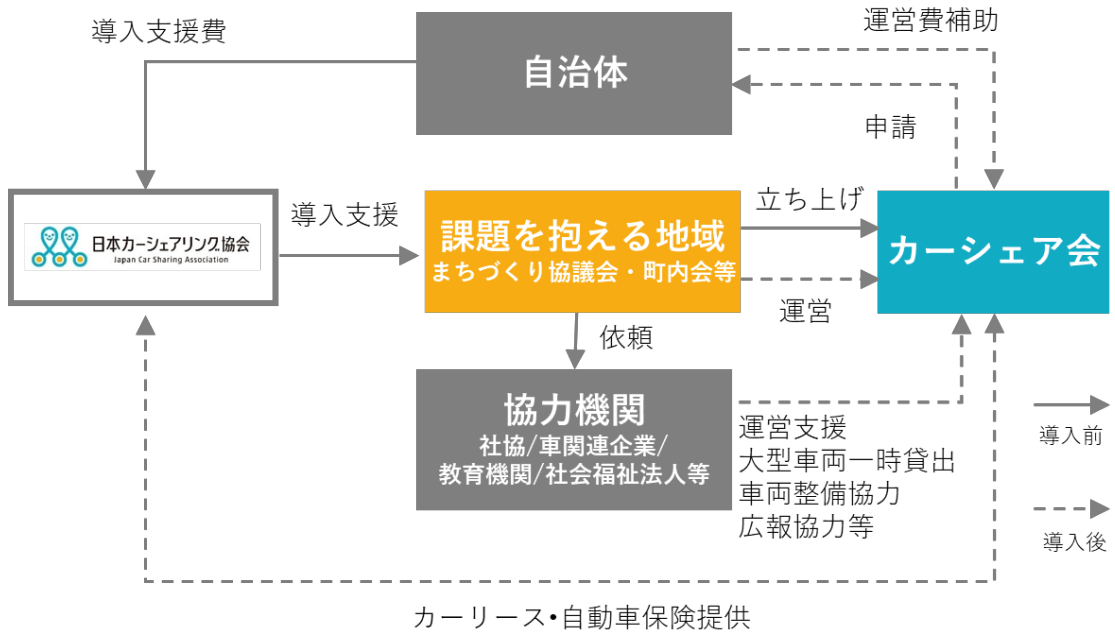 導入支援費
自治体
運営費補助
申請
日本カーシェアリング協会
Japan Car Sharing Association
導入支援
課題を抱える地域
まちづくり協議会・町内会等
立ち上げ
運営
カーシェア会
依頼
協力機関
社協/車関連企業/
教育機関/社会福祉法人等
運営支援
大型車両一時貸出
車両整備協力
広報協力等
導入前
導入後
カーリース•自動車保険提供